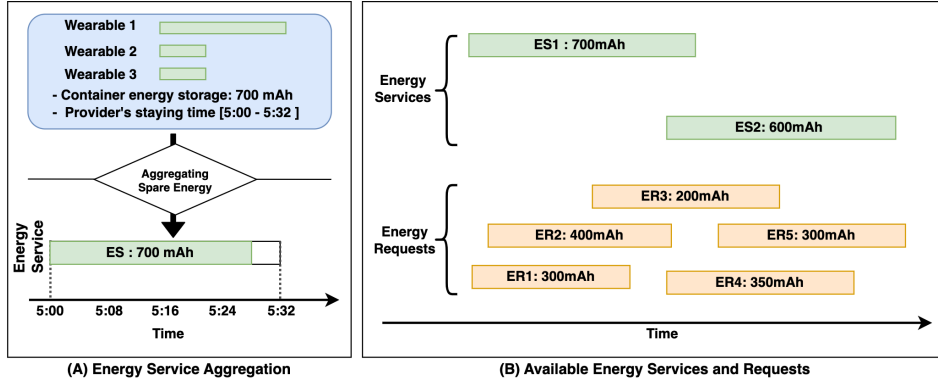 Wearable 1
Wearable 2
Wearable 3
- Container energy storage: 700 mAh
- Provider's staying time [5:00 - 5:32 ]
Aggregating
Spare Energy
Energy
Service
ES : 700 mAh
5:00
5:08
5:16
5:24
5:32
Time
(A) Energy Service Aggregation
Energy
Services
ES1 : 700mAh
ES2: 600mAh
Energy
Requests
ER3: 200mAh
ER2: 400mAh
ER5: 300mAh
ER1: 300mAh
ER4: 350mAh
Time
(B) Available Energy Services and Requests